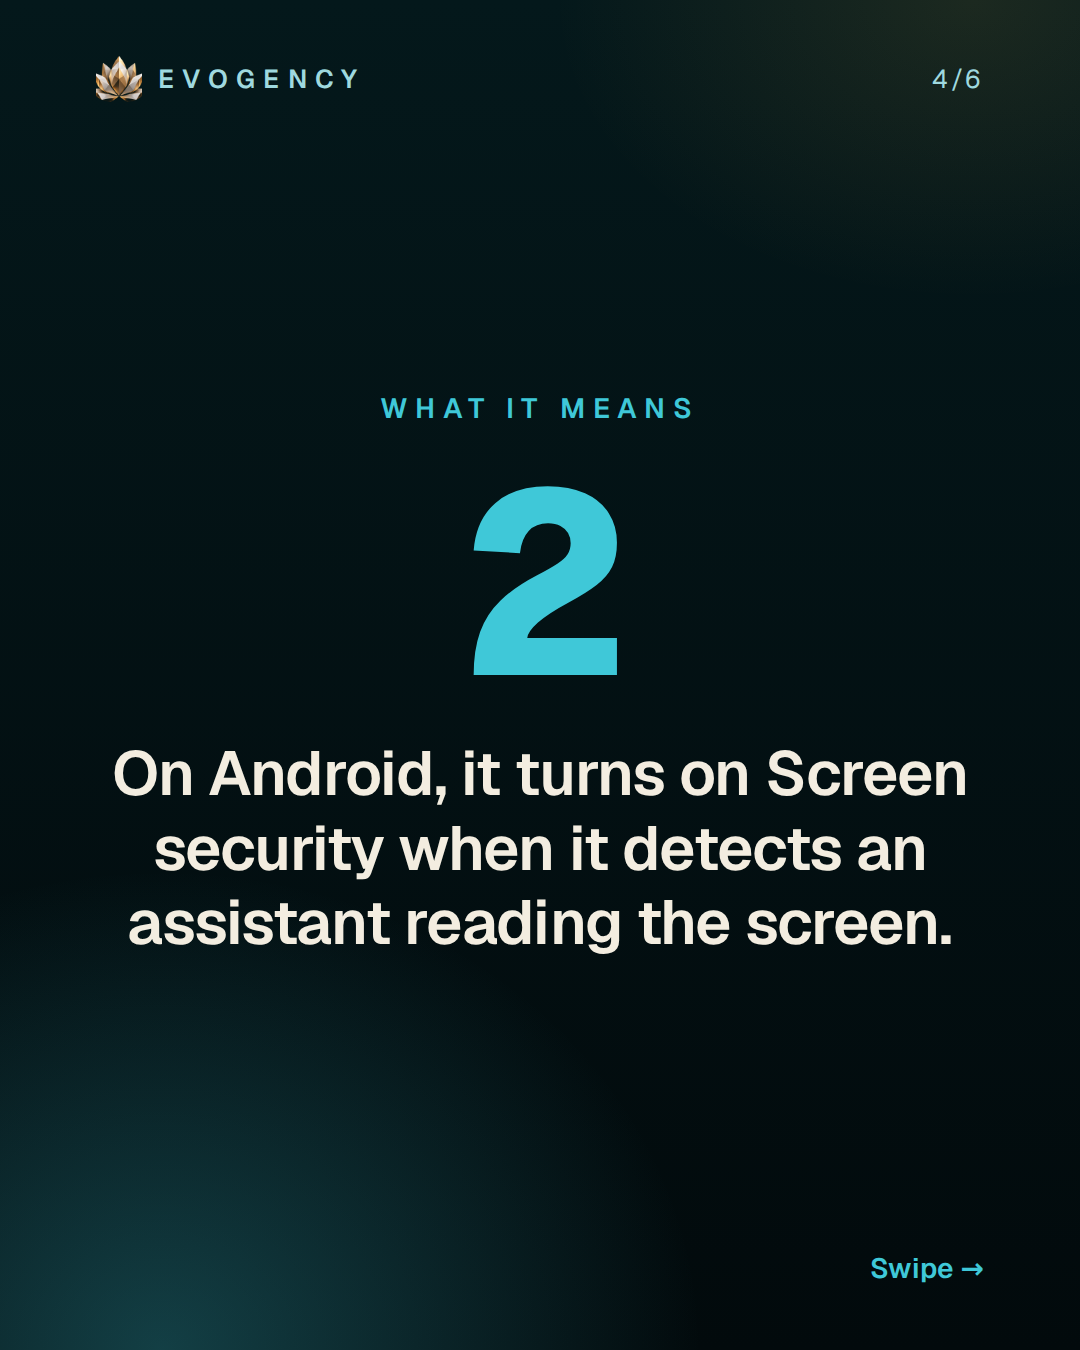 EVOGENCY
4/6
WHAT IT MEANS
2
On Android, it turns on Screen
security when it detects an
assistant reading the screen.
Swipe →